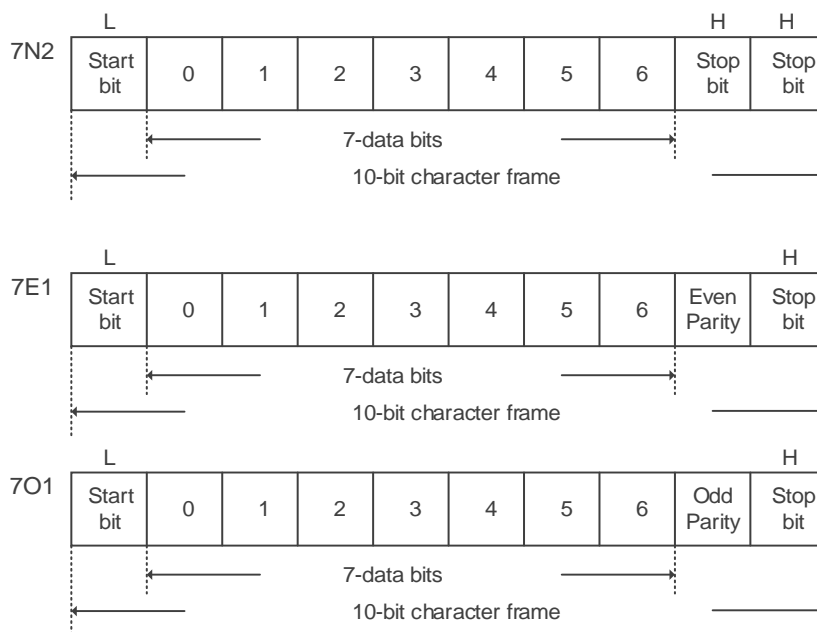 L H H
7N2 Start bit 0 1 2 3 4 5 6 Stop bit Stop bit
7-data bits
10-bit character frame
L H
7E1 Start bit 0 1 2 3 4 5 6 Even Parity Stop bit
7-data bits
10-bit character frame
L H
7O1 Start bit 0 1 2 3 4 5 6 Odd Parity Stop bit
7-data bits
10-bit character frame